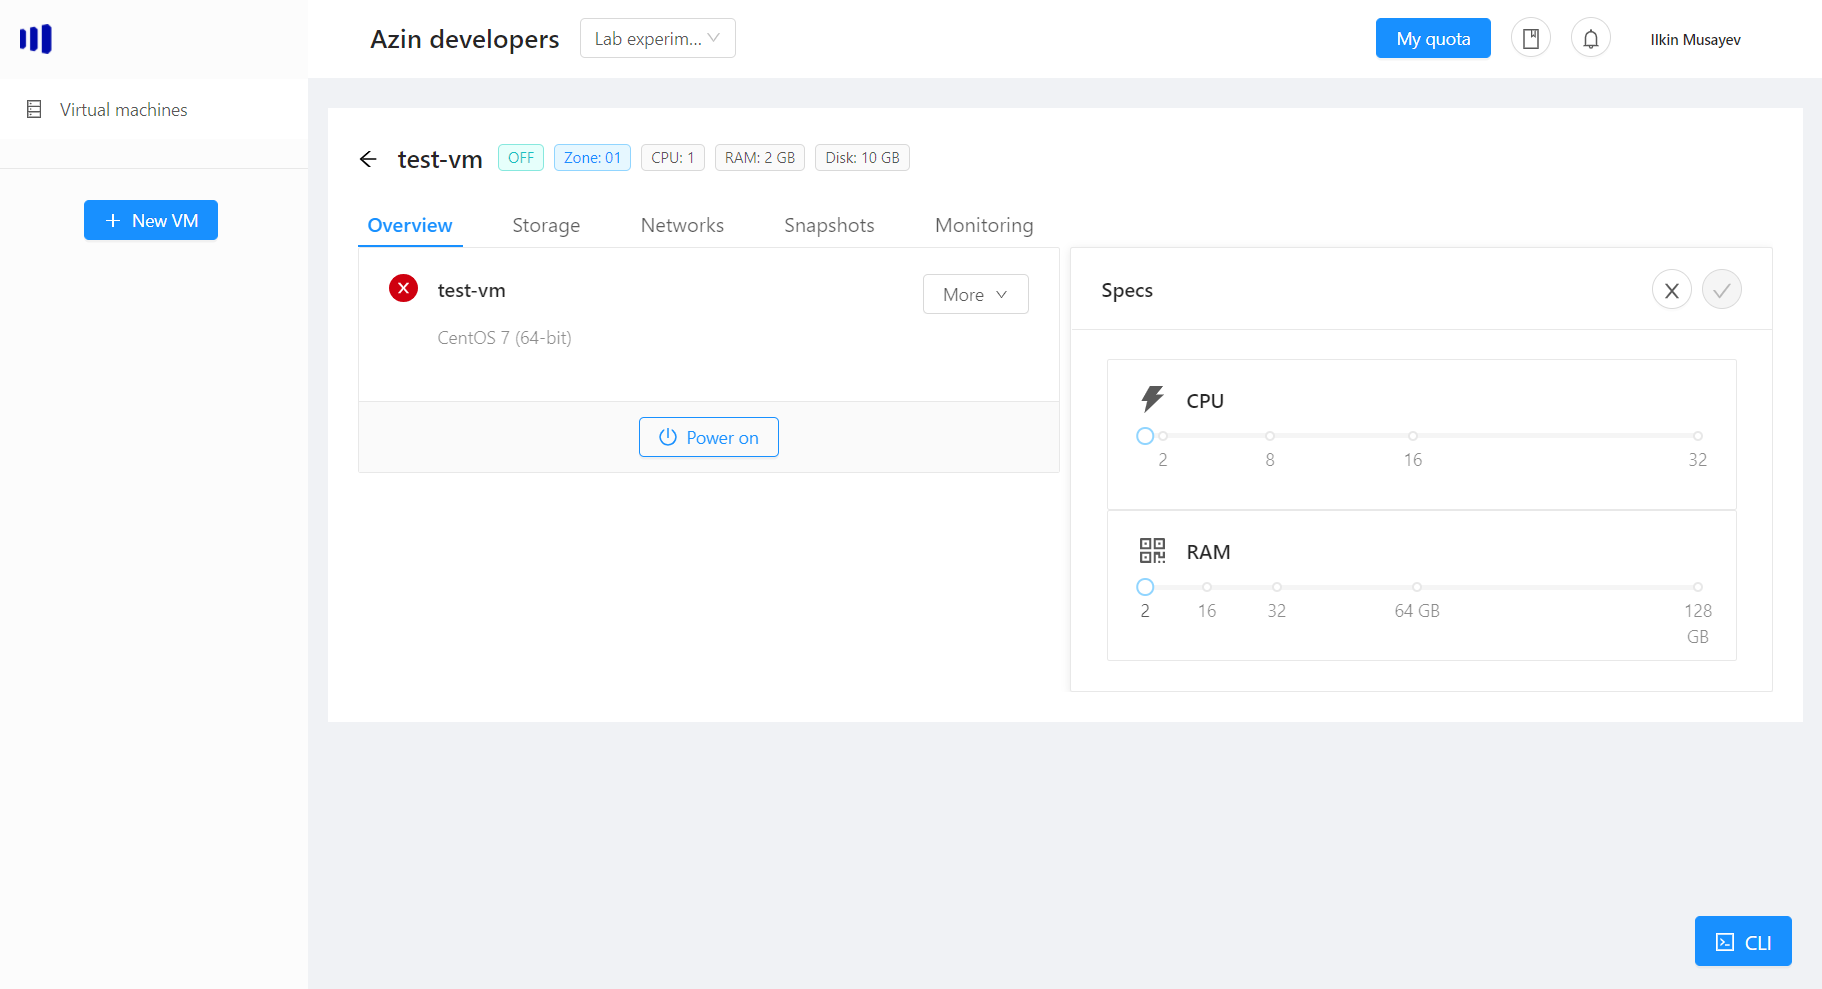 Azin developers
Lab experim...
My quota
Ilkin Musayev
Virtual machines
New VM
test-vm
OFF
Zone: 01
CPU: 1
RAM: 2 GB
Disk: 10 GB
Overview
Storage
Networks
Snapshots
Monitoring
test-vm
More
CentOS 7 (64-bit)
Power on
Specs
CPU
2 8 16 32
RAM
2 16 32 64 GB 128
GB
CLI